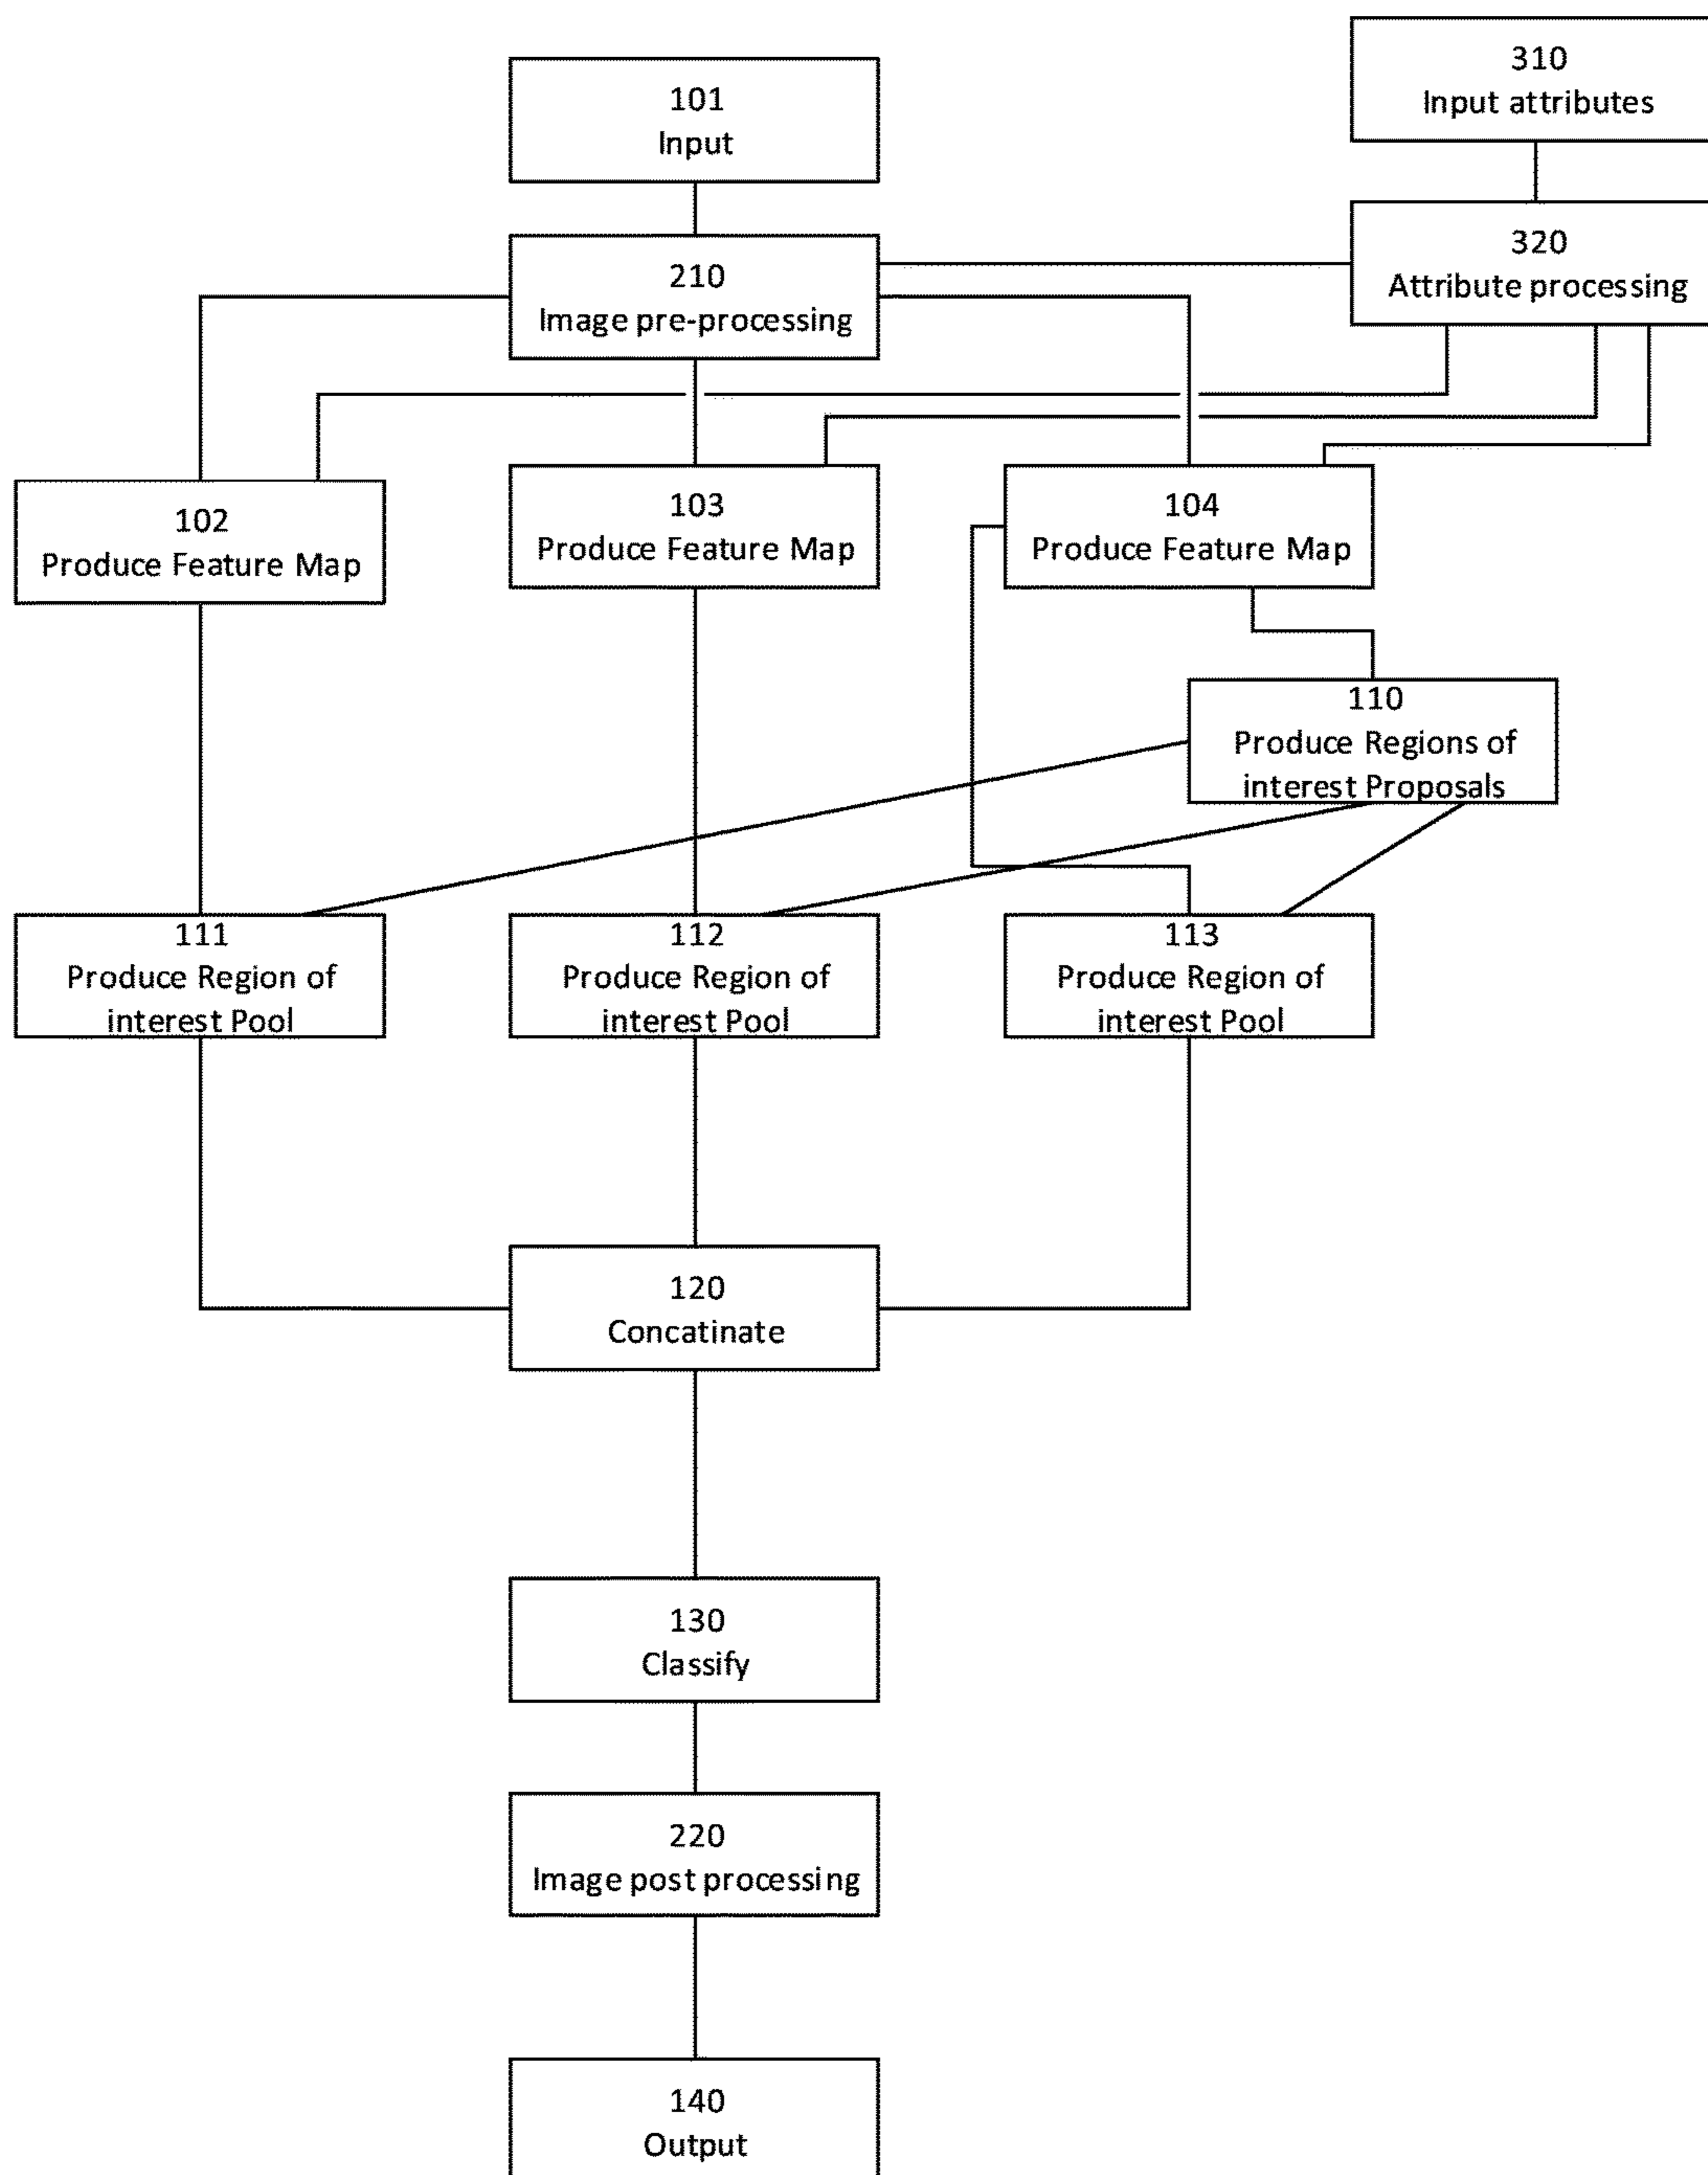 310
Input attributes
101
Input
320
Attribute processing
210
Image pre-processing
102
Produce Feature Map
103
Produce Feature Map
104
Produce Feature Map
110
Produce Regions of
interest Proposals
111
Produce Region of
interest Pool
112
Produce Region of
interest Pool
113
Produce Region of
interest Pool
120
Concatinate
130
Classify
220
Image post processing
140
Output